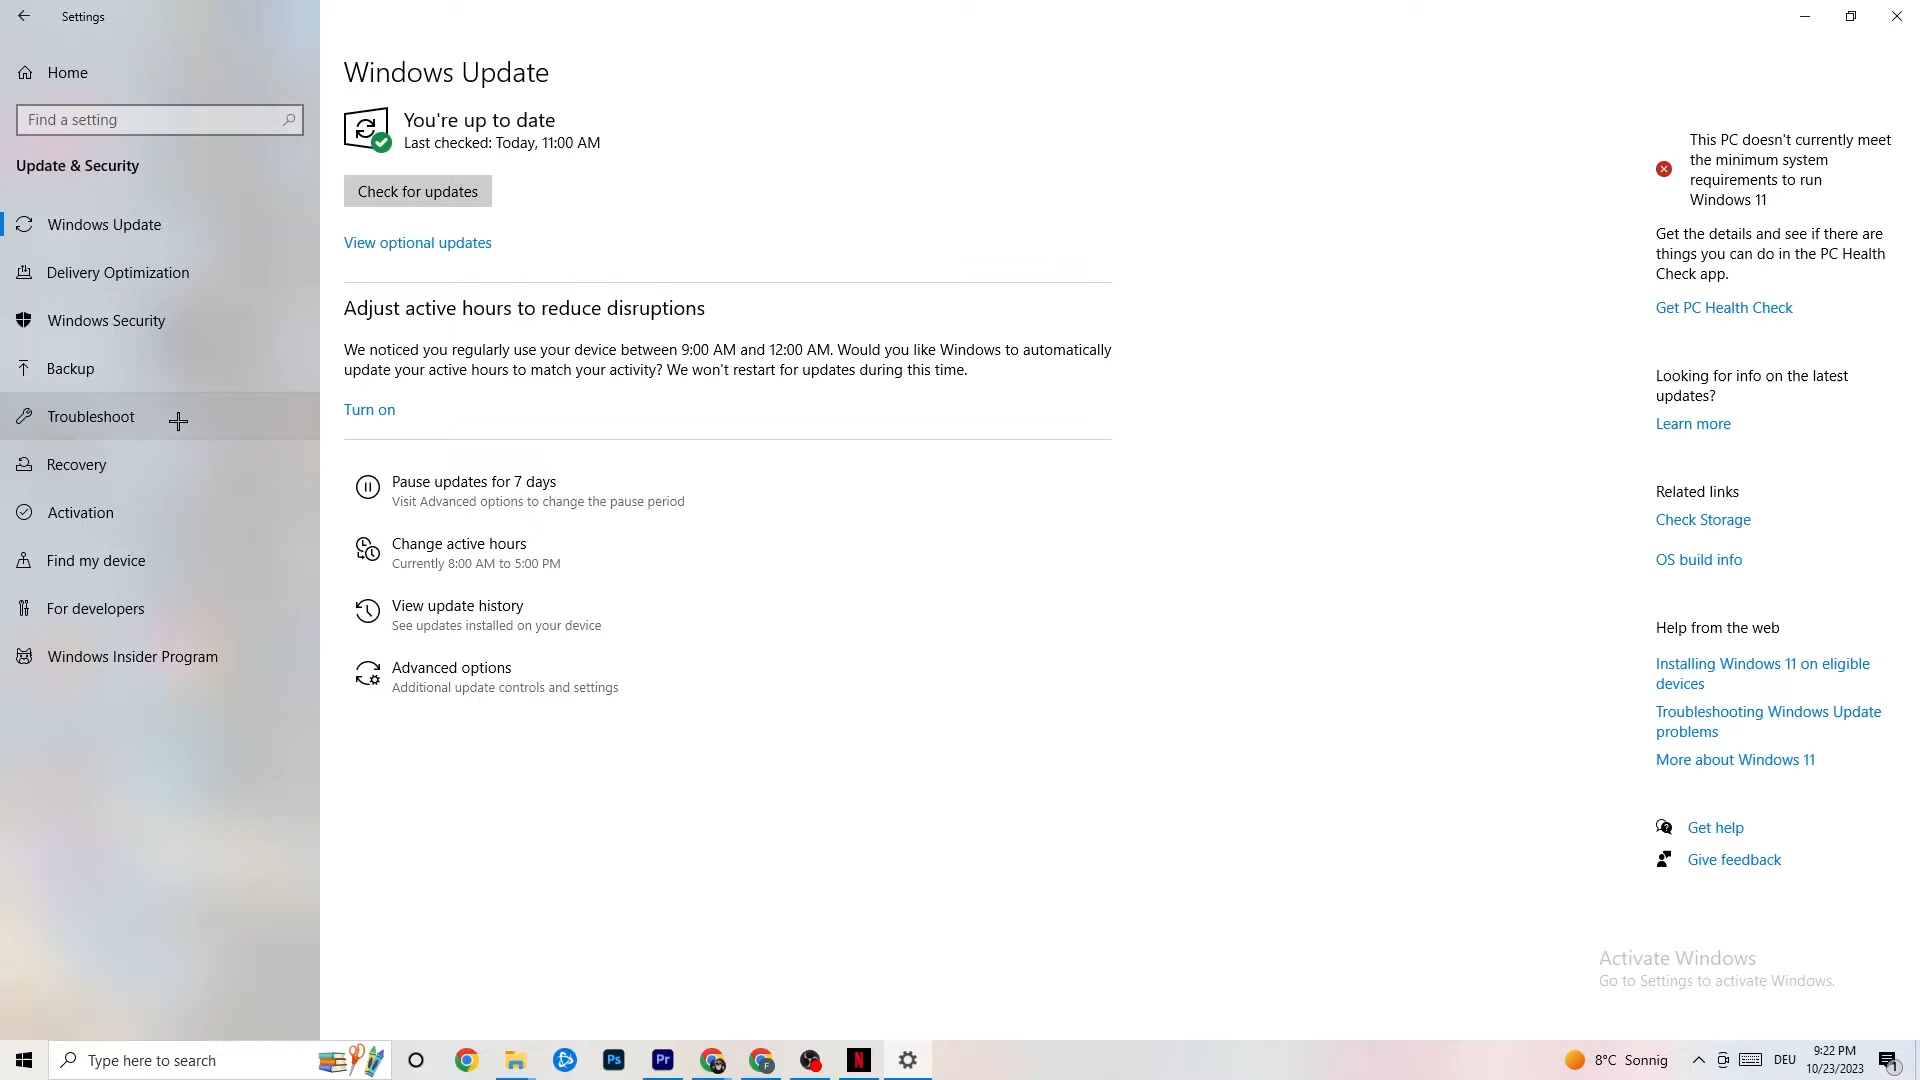 Settings
Home
Find a setting
Update & Security
Windows Update
Delivery Optimization
Windows Security
Backup
Troubleshoot
Recovery
Activation
Find my device
For developers
Windows Insider Program
Windows Update
You're up to date
Last checked: Today, 11:00 AM
Check for updates
View optional updates
Adjust active hours to reduce disruptions
We noticed you regularly use your device between 9:00 AM and 12:00 AM. Would you like Windows to automatically
update your active hours to match your activity? We won't restart for updates during this time.
Turn on
Pause updates for 7 days
Visit Advanced options to change the pause period
Change active hours
Currently 8:00 AM to 5:00 PM
View update history
See updates installed on your device
Advanced options
Additional update controls and settings
This PC doesn't currently meet
the minimum system
requirements to run
Windows 11
Get the details and see if there are
things you can do in the PC Health
Check app.
Get PC Health Check
Looking for info on the latest
updates?
Learn more
Related links
Check Storage
OS build info
Help from the web
Installing Windows 11 on eligible
devices
Troubleshooting Windows Update
problems
More about Windows 11
Get help
Give feedback
Activate Windows
Go to Settings to activate Windows.
Type here to search
Ps
Pr
F
N
8°C Sonnig
DEU
9:22 PM
10/23/2023
1